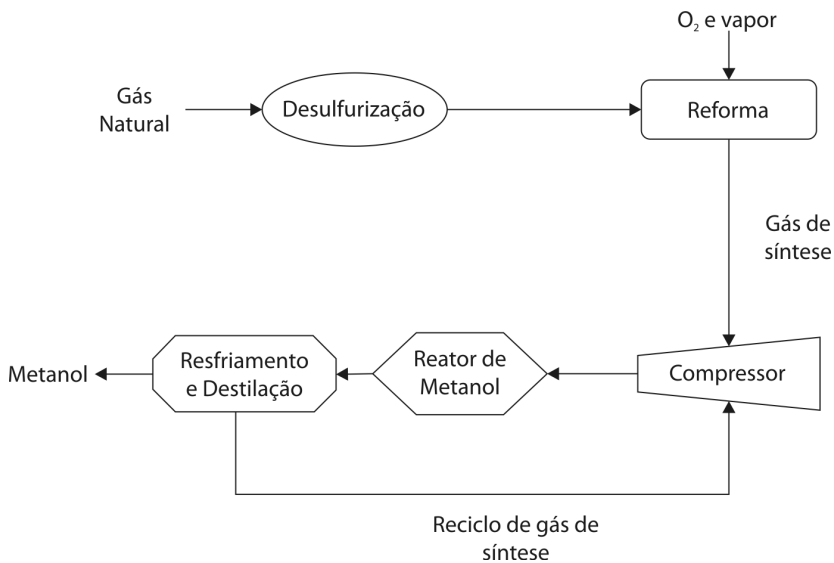 O₂ e vapor
Gás
Natural
Desulfurização
Reforma
Gás de
síntese
Metanol
Resfriamento
e Destilação
Reator de
Metanol
Compressor
Reciclo de gás de
síntese